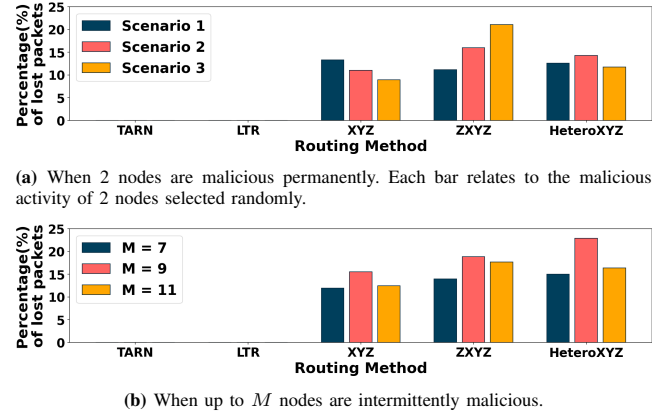 Percentage(%)
of lost packets
25
20
15
10
5
0
Scenario 1
Scenario 2
Scenario 3
TARN LTR XYZ ZXYZ HeteroXYZ
Routing Method
(a) When 2 nodes are malicious permanently. Each bar relates to the malicious
activity of 2 nodes selected randomly.
Percentage(%)
of lost packets
25
20
15
10
5
0
M = 7
M = 9
M = 11
TARN LTR XYZ ZXYZ HeteroXYZ
Routing Method
(b) When up to M nodes are intermittently malicious.